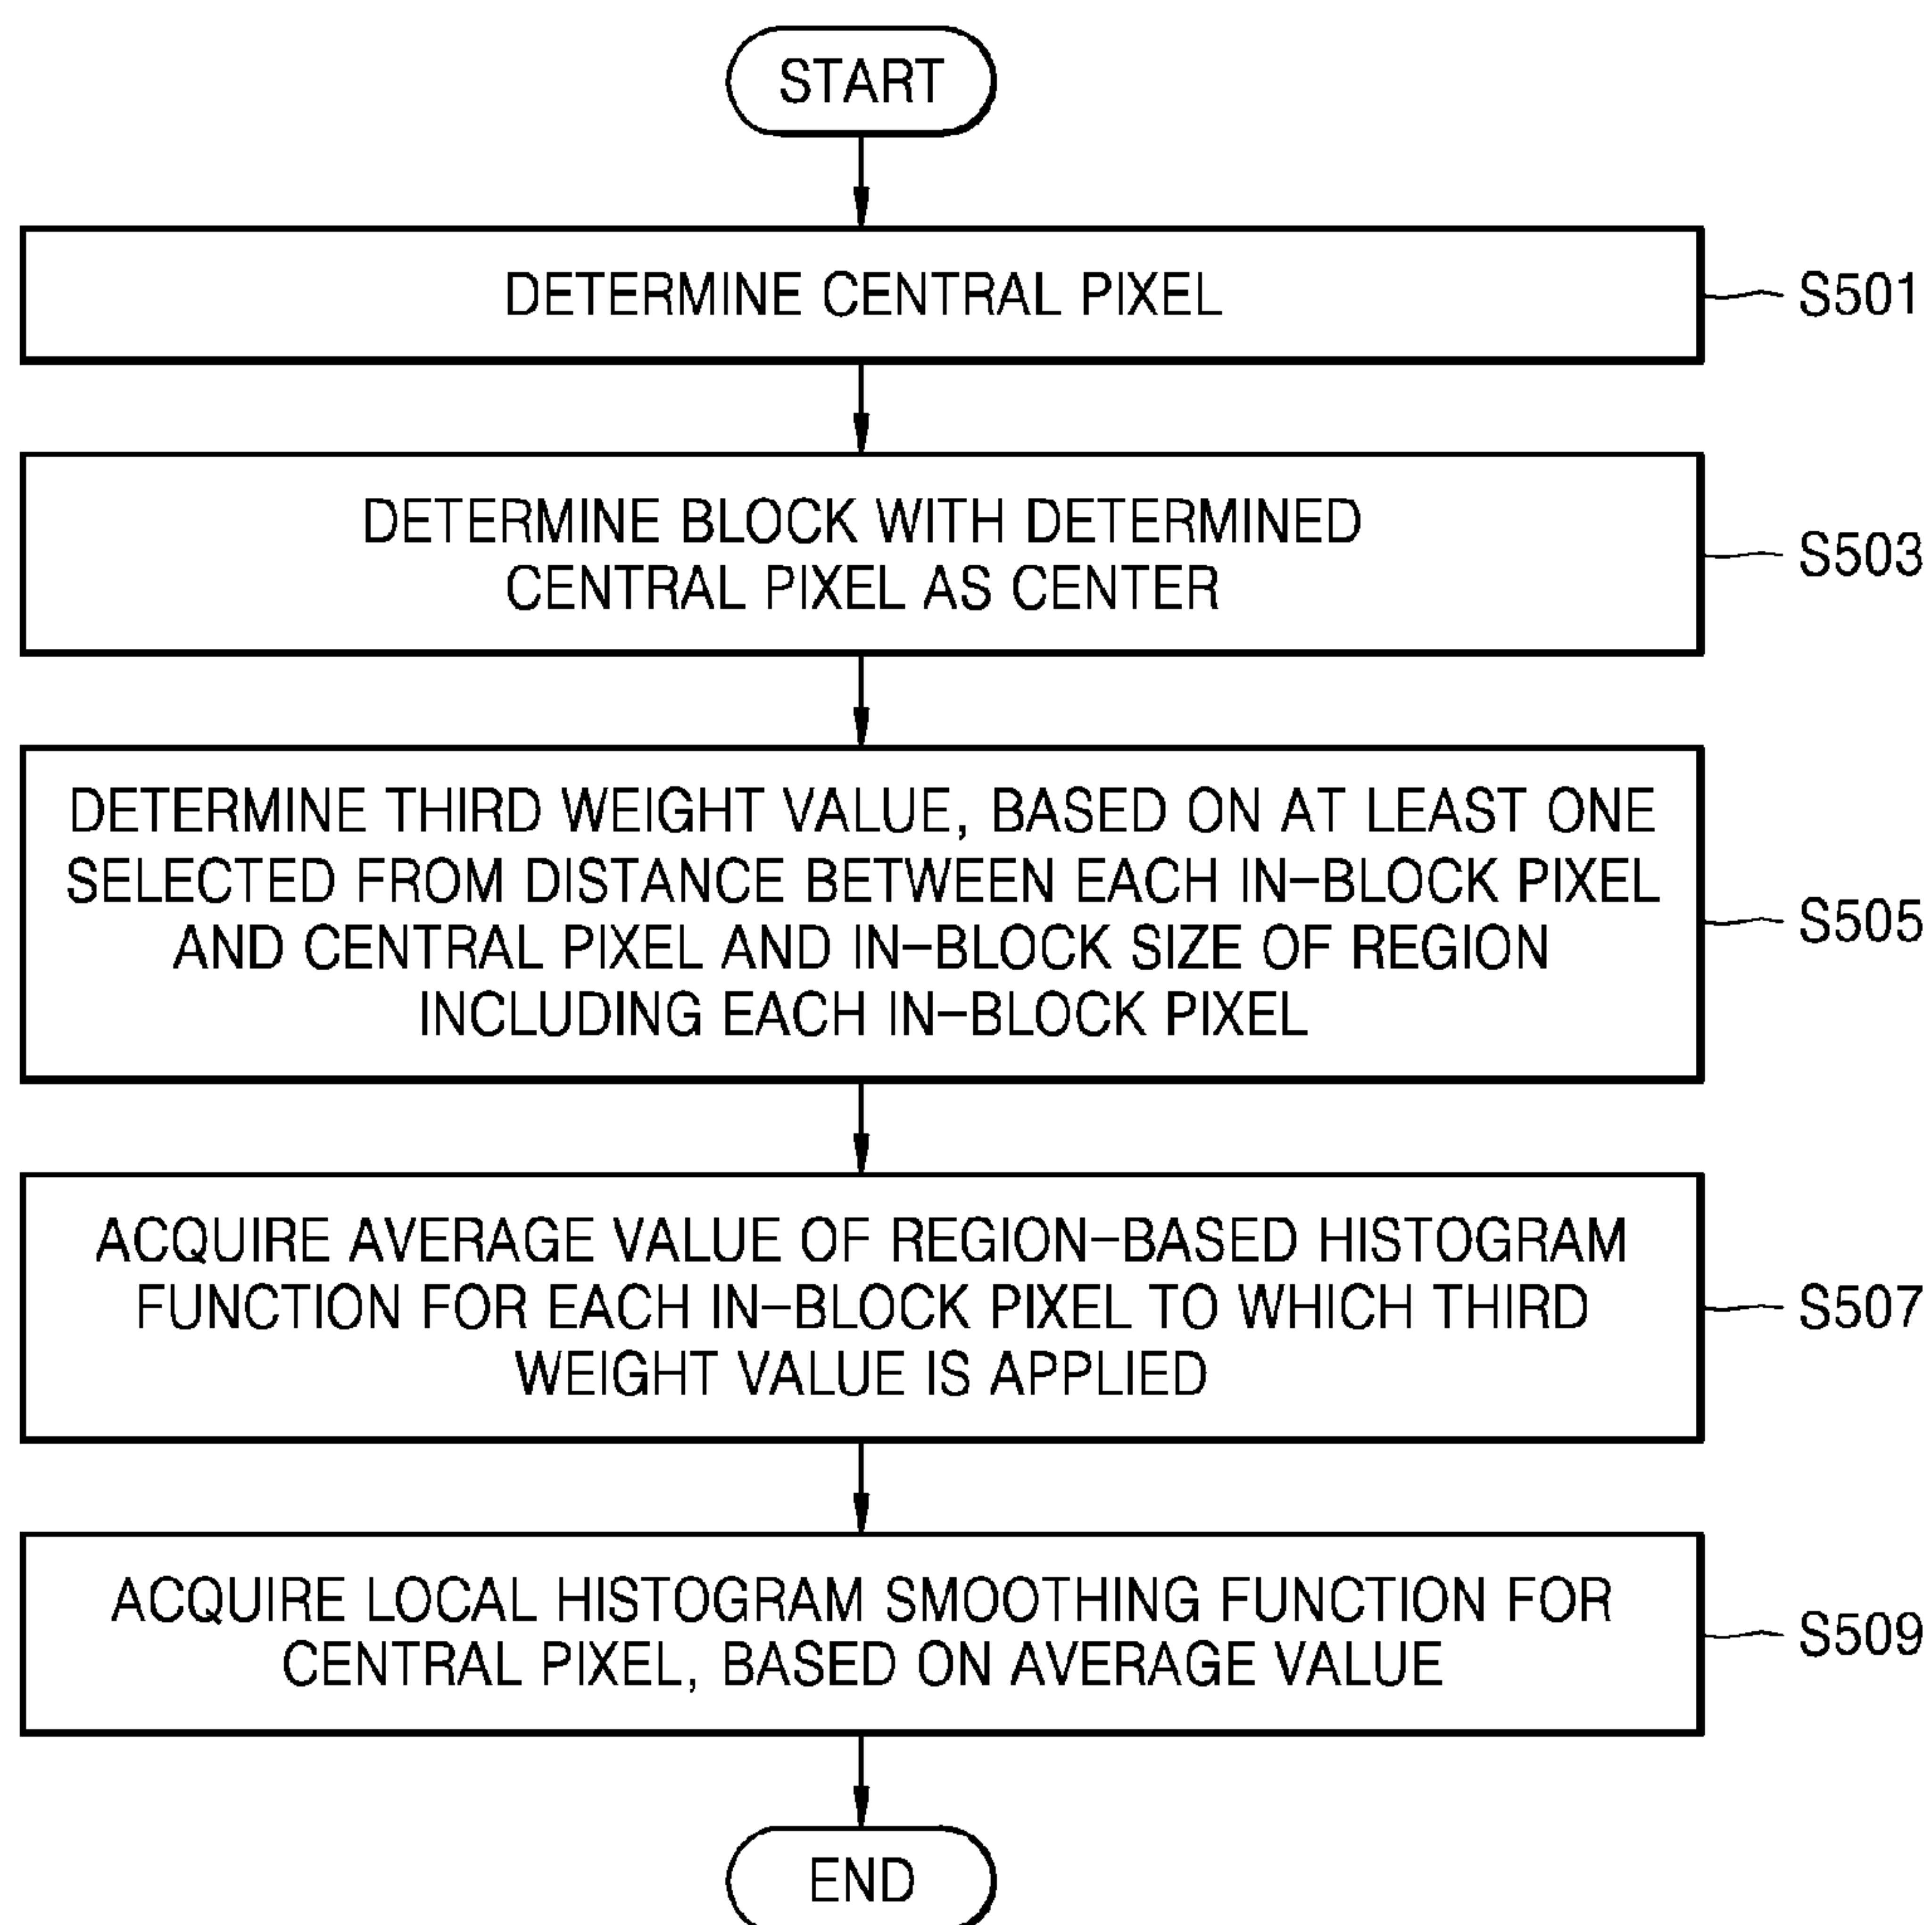 START
DETERMINE CENTRAL PIXEL
S501
DETERMINE BLOCK WITH DETERMINED
CENTRAL PIXEL AS CENTER
S503
DETERMINE THIRD WEIGHT VALUE, BASED ON AT LEAST ONE
SELECTED FROM DISTANCE BETWEEN EACH IN-BLOCK PIXEL
AND CENTRAL PIXEL AND IN-BLOCK SIZE OF REGION
INCLUDING EACH IN-BLOCK PIXEL
S505
ACQUIRE AVERAGE VALUE OF REGION-BASED HISTOGRAM
FUNCTION FOR EACH IN-BLOCK PIXEL TO WHICH THIRD
WEIGHT VALUE IS APPLIED
S507
ACQUIRE LOCAL HISTOGRAM SMOOTHING FUNCTION FOR
CENTRAL PIXEL, BASED ON AVERAGE VALUE
S509
END